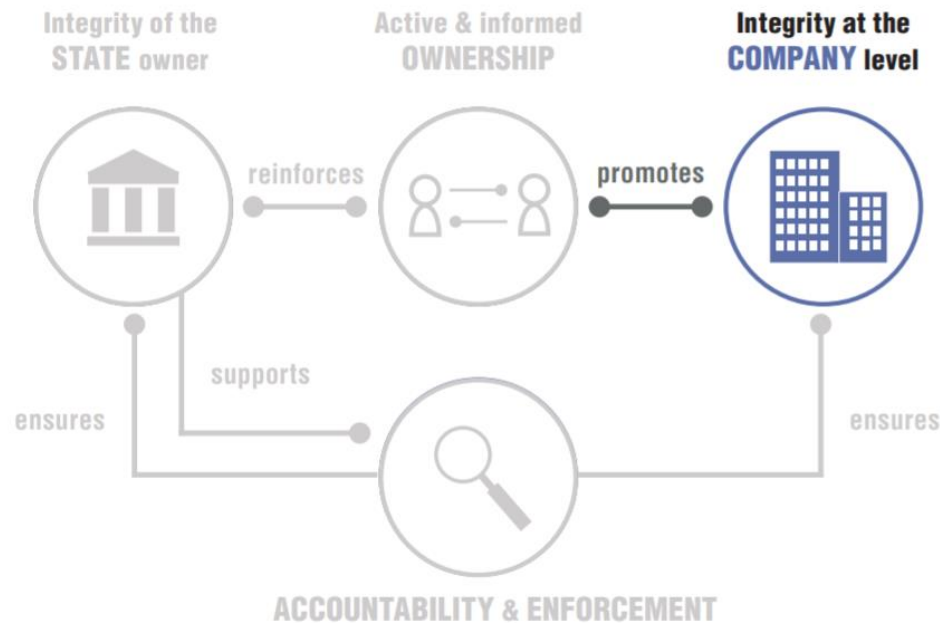 Integrity of the
STATE owner
Active & informed
OWNERSHIP
Integrity at the
COMPANY level
reinforces
promotes
supports
ensures
ensures
ACCOUNTABILITY & ENFORCEMENT